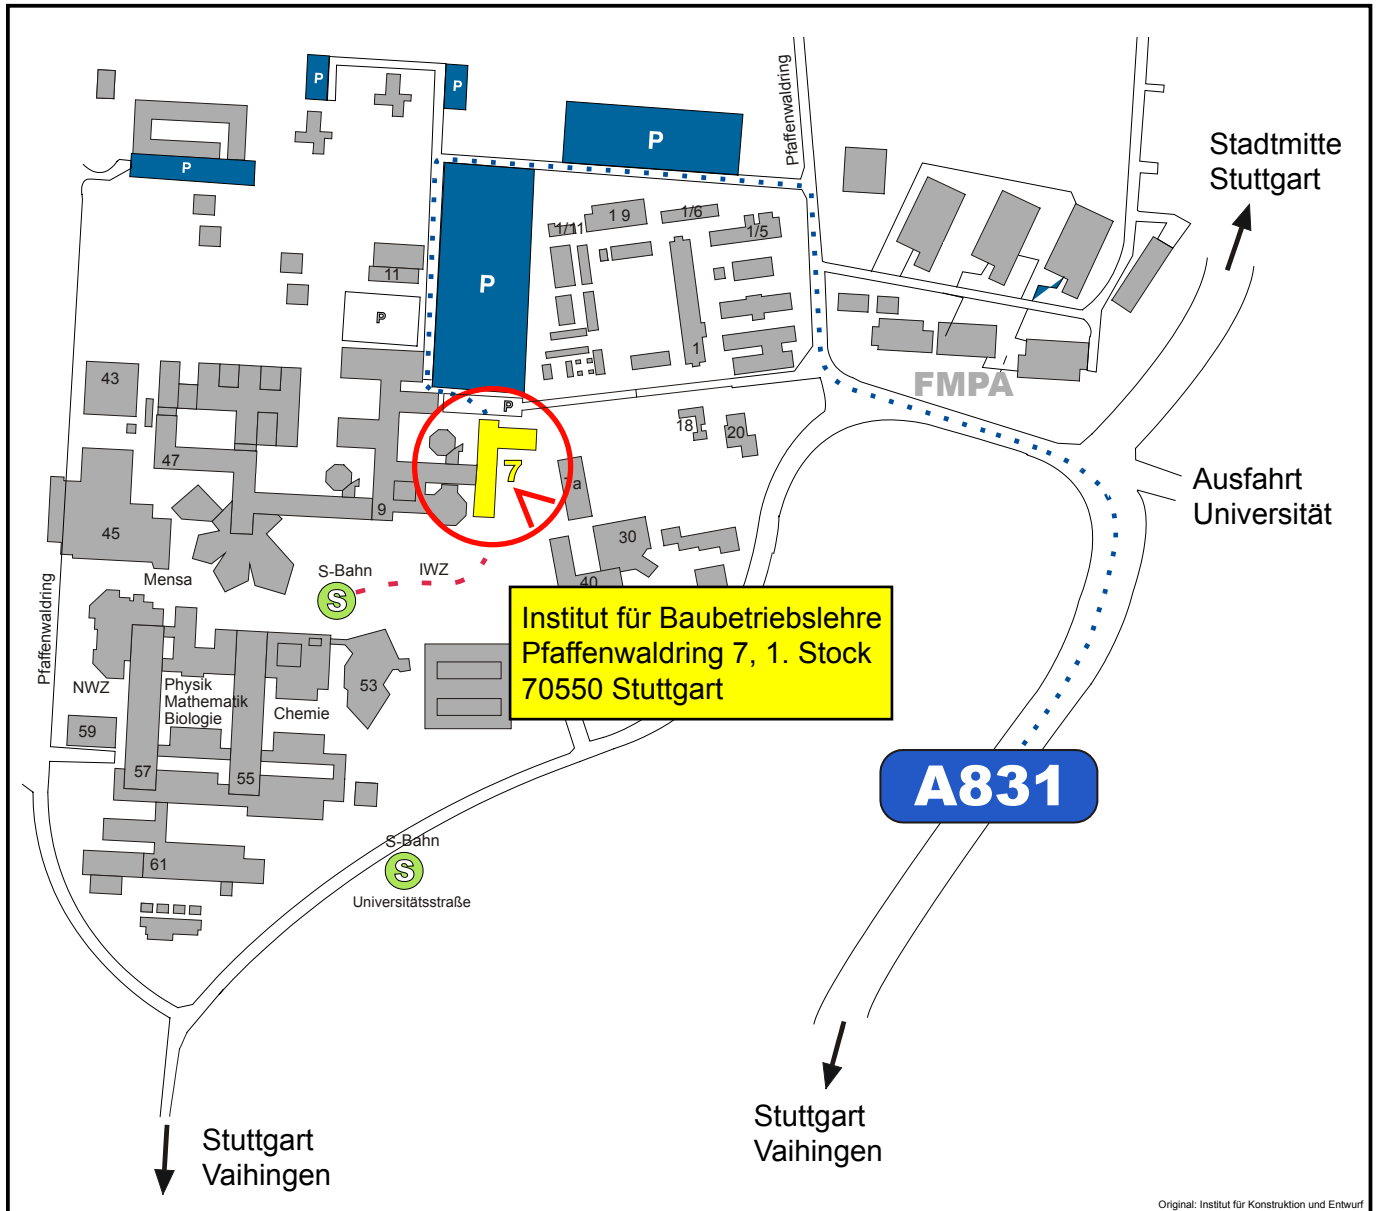 P
P
P
P
P
P
P
Pfaffenwaldring
Stadtmitte
Stuttgart
1/11
1 9
1/6
1/5
11
1
43
FMPA
18
20
47
7
9
45
30
40
Ausfahrt
Universität
Mensa
S-Bahn
S
IWZ
Pfaffenwaldring
Institut für Baubetriebslehre
Pfaffenwaldring 7, 1. Stock
70550 Stuttgart
NWZ
Physik
Mathematik
Biologie
Chemie
53
59
57
55
A831
61
S-Bahn
S
Universitätsstraße
Stuttgart
Vaihingen
Stuttgart
Vaihingen
Original: Institut für Konstruktion und Entwurf